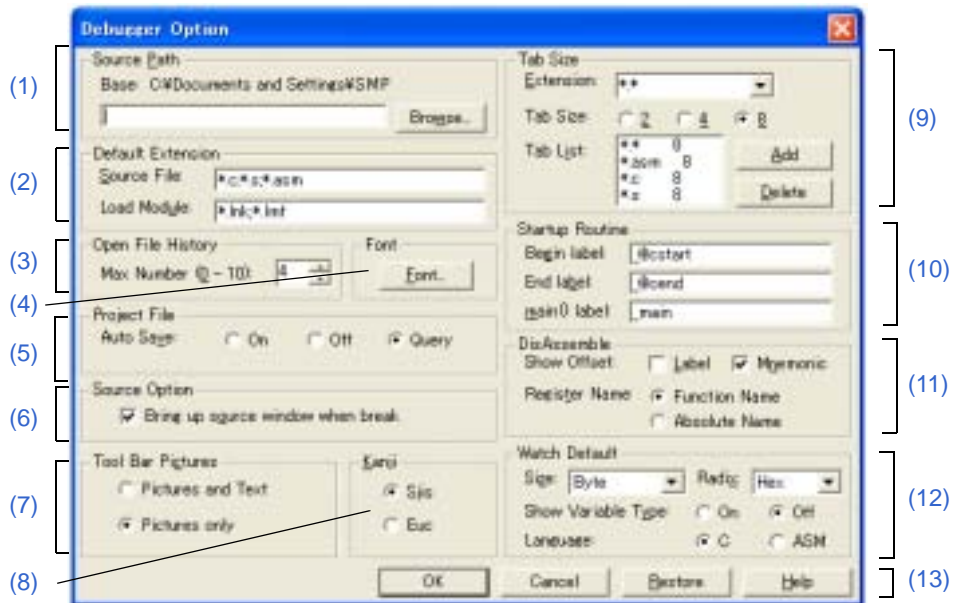 Debugger Option
(1)
Source Path
Base: C¥Documents and Settings¥SMP
Browse...
(2)
Default Extension
Source File: *.c;*.s;*.asm
Load Module: *.lnk;*.lmf
(3)
Open File History
Max Number (0 - 10): 4
(4)
Font
Font...
(5)
Project File
Auto Save: On Off Query
(6)
Source Option
Bring up source window when break
(7)
Tool Bar Pictures
Pictures and Text
Pictures only
(8)
Kanji
Sjis
Euc
(9)
Tab Size
Extension: *.*
Tab Size: 2 4 8
Tab List:
*.* 8
*.asm 8
*.c 8
*.s 8
Add
Delete
(10)
Startup Routine
Begin label: _@cstart
End label: _@cend
main() label: _main
(11)
DisAssemble
Show Offset: Label Mnemonic
Register Name: Function Name
Absolute Name
(12)
Watch Default
Size: Byte Radix: Hex
Show Variable Type: On Off
Language: C ASM
(13)
OK Cancel Restore Help